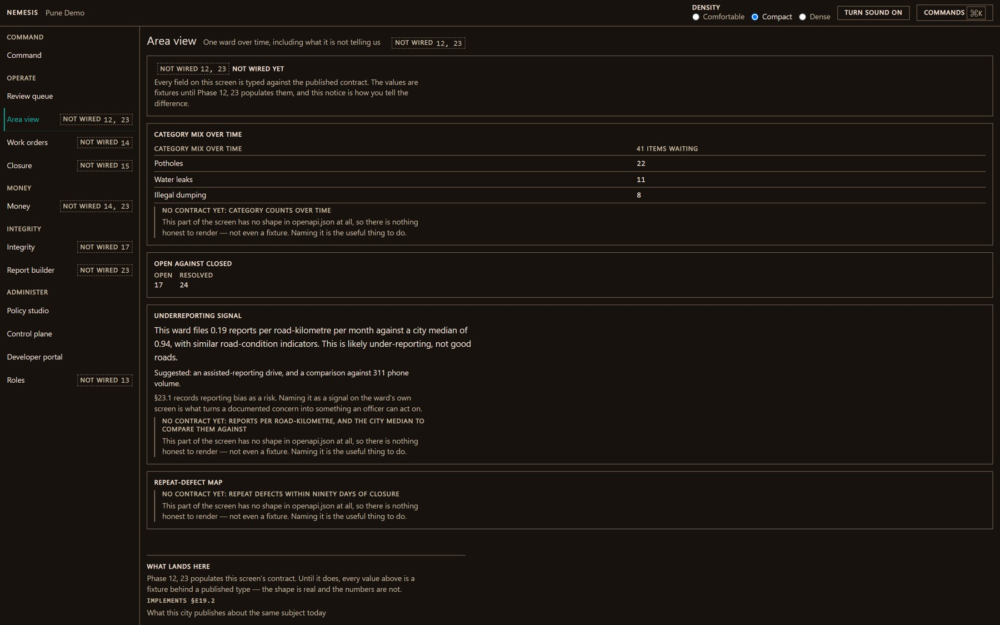 NEMESIS Pune Demo
DENSITY
Comfortable Compact Dense
TURN SOUND ON
COMMANDS ⌘K
COMMAND
Command
OPERATE
Review queue
Area view NOT WIRED 12, 23
Work orders NOT WIRED 14
Closure NOT WIRED 15
MONEY
Money NOT WIRED 14, 23
INTEGRITY
Integrity NOT WIRED 17
Report builder NOT WIRED 23
ADMINISTER
Policy studio
Control plane
Developer portal
Roles NOT WIRED 13
Area view One ward over time, including what it is not telling us NOT WIRED 12, 23
NOT WIRED 12, 23 NOT WIRED YET
Every field on this screen is typed against the published contract. The values are
fixtures until Phase 12, 23 populates them, and this notice is how you tell the
difference.
CATEGORY MIX OVER TIME
CATEGORY MIX OVER TIME 41 ITEMS WAITING
Potholes 22
Water leaks 11
Illegal dumping 8
NO CONTRACT YET: CATEGORY COUNTS OVER TIME
This part of the screen has no shape in openapi.json at all, so there is nothing
honest to render — not even a fixture. Naming it is the useful thing to do.
OPEN AGAINST CLOSED
OPEN RESOLVED
17 24
UNDERREPORTING SIGNAL
This ward files 0.19 reports per road-kilometre per month against a city median of
0.94, with similar road-condition indicators. This is likely under-reporting, not good
roads.
Suggested: an assisted-reporting drive, and a comparison against 311 phone
volume.
§23.1 records reporting bias as a risk. Naming it as a signal on the ward's own
screen is what turns a documented concern into something an officer can act on.
NO CONTRACT YET: REPORTS PER ROAD-KILOMETRE, AND THE CITY MEDIAN TO
COMPARE THEM AGAINST
This part of the screen has no shape in openapi.json at all, so there is nothing
honest to render — not even a fixture. Naming it is the useful thing to do.
REPEAT-DEFECT MAP
NO CONTRACT YET: REPEAT DEFECTS WITHIN NINETY DAYS OF CLOSURE
This part of the screen has no shape in openapi.json at all, so there is nothing
honest to render — not even a fixture. Naming it is the useful thing to do.
WHAT LANDS HERE
Phase 12, 23 populates this screen's contract. Until it does, every value above is a
fixture behind a published type — the shape is real and the numbers are not.
IMPLEMENTS §E19.2
What this city publishes about the same subject today